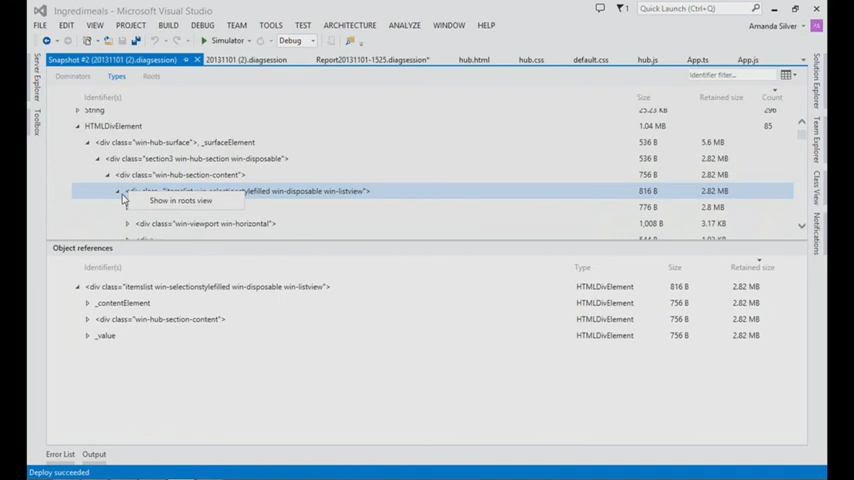 Ingredimeals - Microsoft Visual Studio
Quick Launch (Ctrl+Q)
FILE EDIT VIEW PROJECT BUILD DEBUG TEAM TOOLS TEST ARCHITECTURE ANALYZE WINDOW HELP
Amanda Silver
Simulator Debug
Snapshot #2 (20131101 (2).diagsession) 20131101 (2).diagsession Report20131101-1525.diagsession* hub.html hub.css default.css hub.js App.ts App.js
Dominators Types Roots
Identifier filter...
Identifier(s) Size Retained size Count
String 25.23 KB 296
HTMLDivElement 1.04 MB 85
<div class="win-hub-surface">, _surfaceElement 536 B 5.6 MB
<div class="section3 win-hub-section win-disposable"> 536 B 2.82 MB
<div class="win-hub-section-content"> 756 B 2.82 MB
<div class="itemslist win-selectionstylefilled win-disposable win-listview"> 816 B 2.82 MB
Show in roots view 776 B 2.8 MB
<div class="win-viewport win-horizontal"> 1,008 B 3.17 KB
Object references
Identifier(s) Type Size Retained size
<div class="itemslist win-selectionstylefilled win-disposable win-listview"> HTMLDivElement 816 B 2.82 MB
_contentElement HTMLDivElement 756 B 2.82 MB
<div class="win-hub-section-content"> HTMLDivElement 756 B 2.82 MB
_value HTMLDivElement 756 B 2.82 MB
Error List Output
Deploy succeeded
Server Explorer
Toolbox
Solution Explorer
Team Explorer
Class View
Notifications